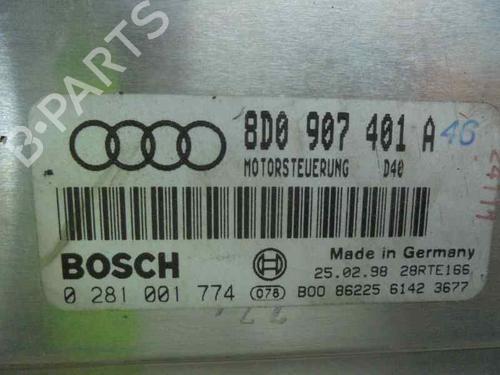 B-PARTS
8D0 907 401 A 4G
MOTORSTEUERUNG D40
BOSCH
Made in Germany
25.02.98 28RTE166
0 281 001 774 078 B00 86225 6142 3677